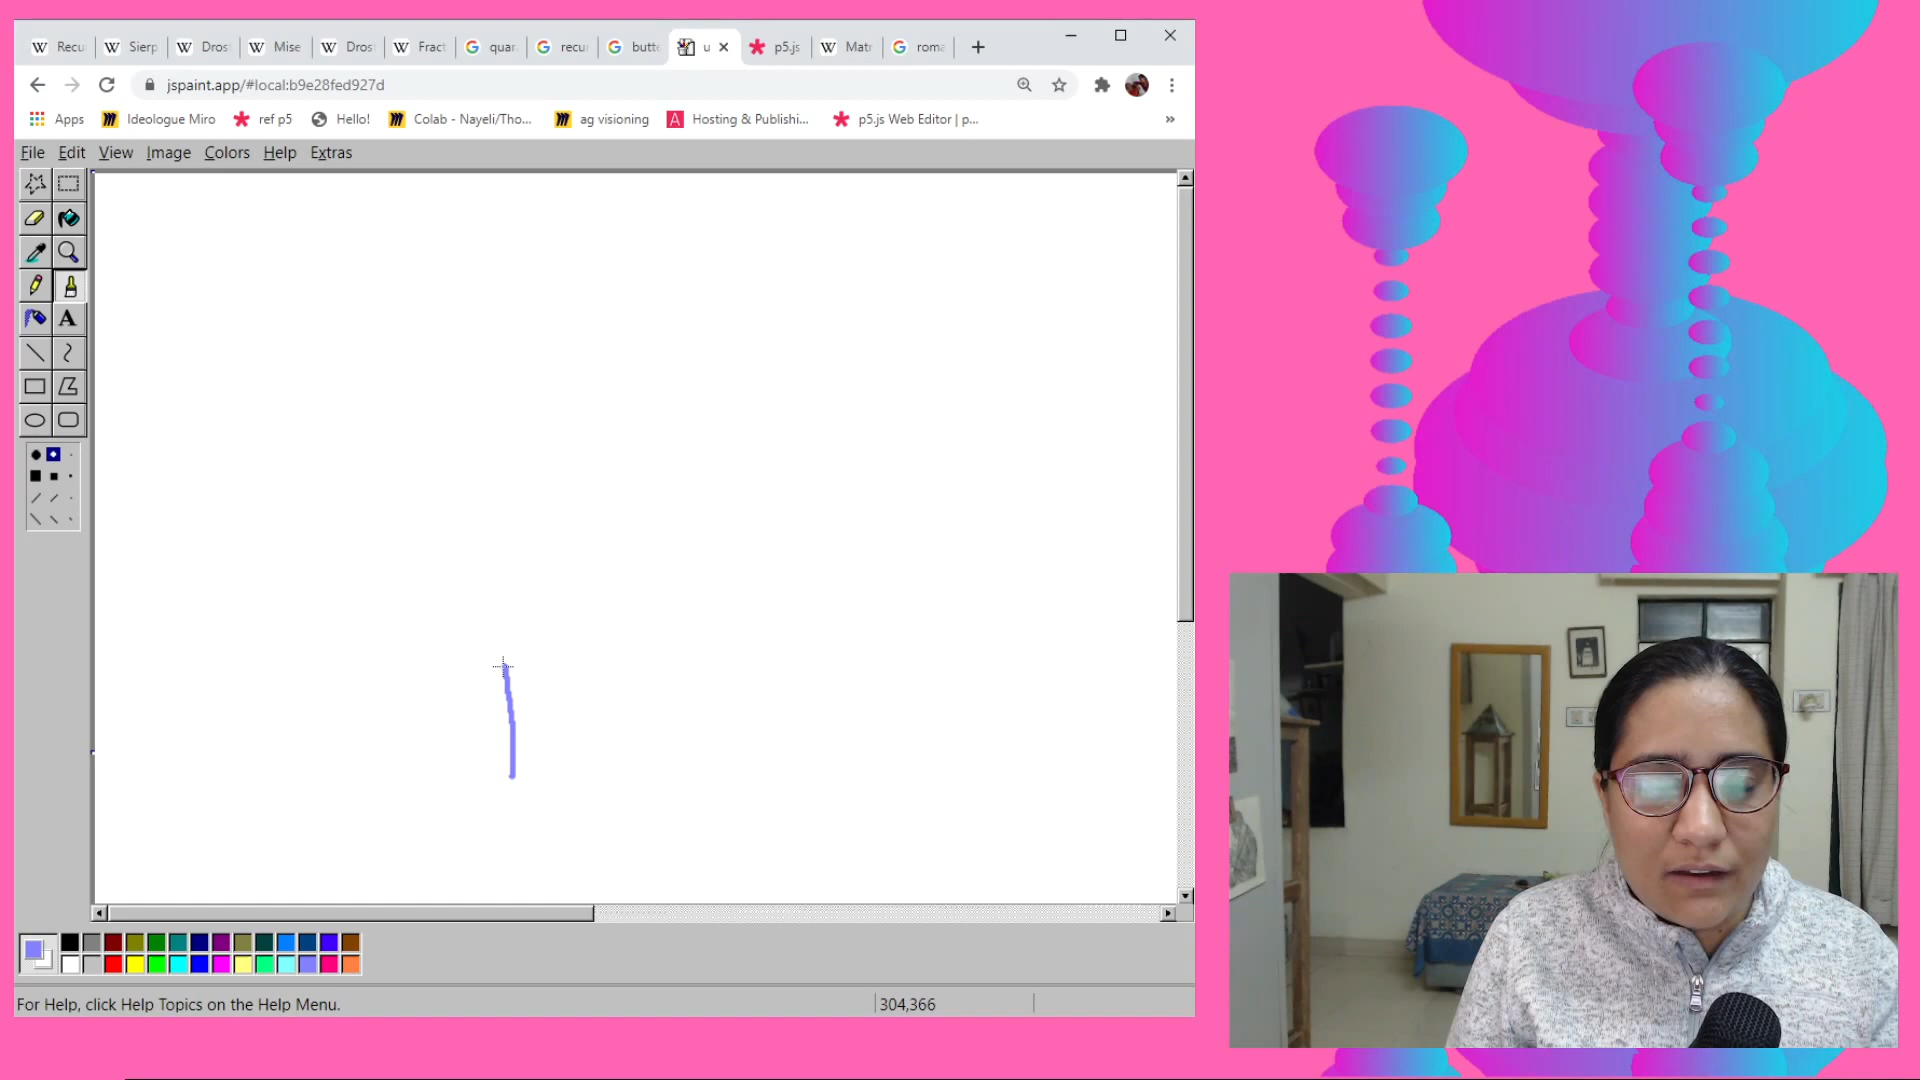 Recu
Sierp
Dros
Mise
Dros
Fract
quar
recu
butte
u
p5.js
Matr
roma
jspaint.app/#local:b9e28fed927d
Apps
Ideologue Miro
ref p5
Hello!
Colab - Nayeli/Tho...
ag visioning
Hosting & Publishi...
p5.js Web Editor | p...
»
File Edit View Image Colors Help Extras
A
For Help, click Help Topics on the Help Menu.
304,366